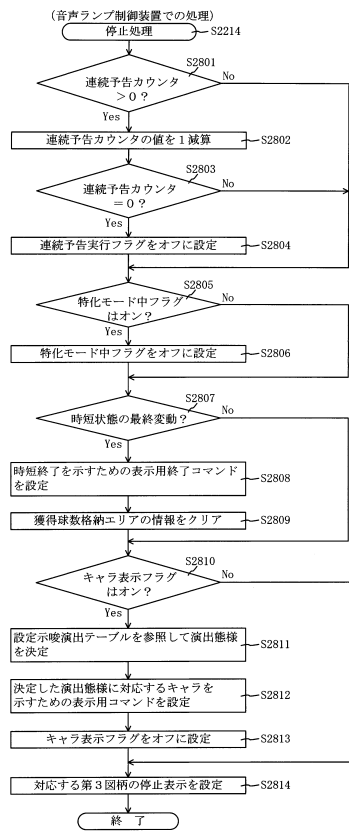 (音声ランプ制御装置での処理)
停止処理
S2214
S2801
連続予告カウンタ
>0?
No
Yes
連続予告カウンタの値を1減算
S2802
S2803
連続予告カウンタ
=0?
No
Yes
連続予告実行フラグをオフに設定
S2804
S2805
特化モード中フラグ
はオン?
No
Yes
特化モード中フラグをオフに設定
S2806
S2807
時短状態の最終変動?
No
Yes
時短終了を示すための表示用終了コマンド
を設定
S2808
獲得球数格納エリアの情報をクリア
S2809
S2810
キャラ表示フラグ
はオン?
No
Yes
設定示唆演出テーブルを参照して演出態様
を決定
S2811
決定した演出態様に対応するキャラを
示すための表示用コマンドを設定
S2812
キャラ表示フラグをオフに設定
S2813
対応する第3図柄の停止表示を設定
S2814
終 了